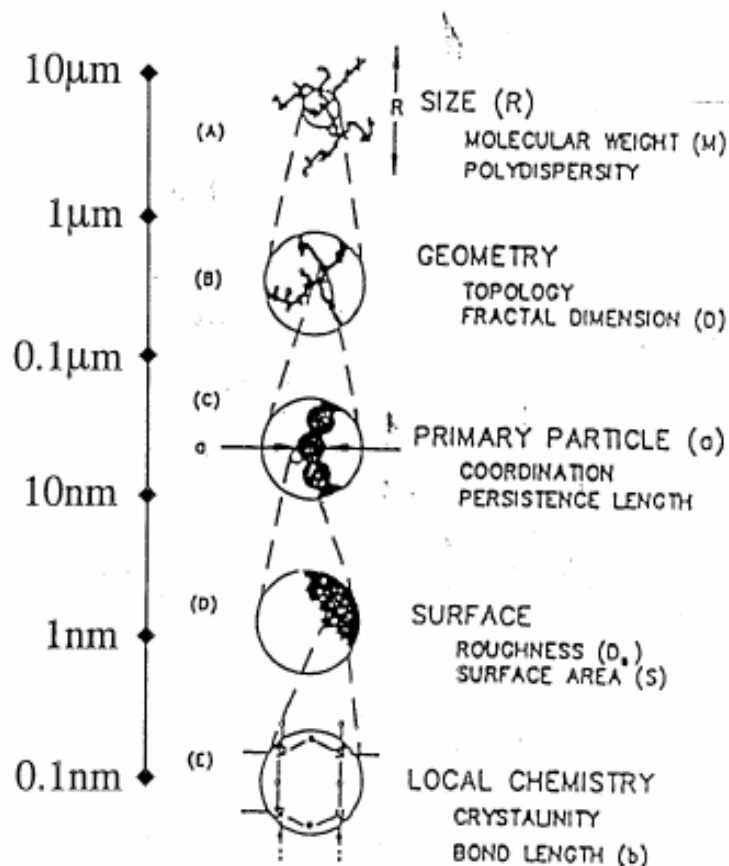 10μm
R
SIZE (R)
(A)
MOLECULAR WEIGHT (M)
POLYDISPERSITY
1μm
GEOMETRY
(B)
TOPOLOGY
FRACTAL DIMENSION (D)
0.1μm
(C)
a
PRIMARY PARTICLE (a)
COORDINATION
10nm
PERSISTENCE LENGTH
(D)
SURFACE
1nm
ROUGHNESS (Ds)
SURFACE AREA (S)
(E)
0.1nm
LOCAL CHEMISTRY
CRYSTALINITY
BOND LENGTH (b)